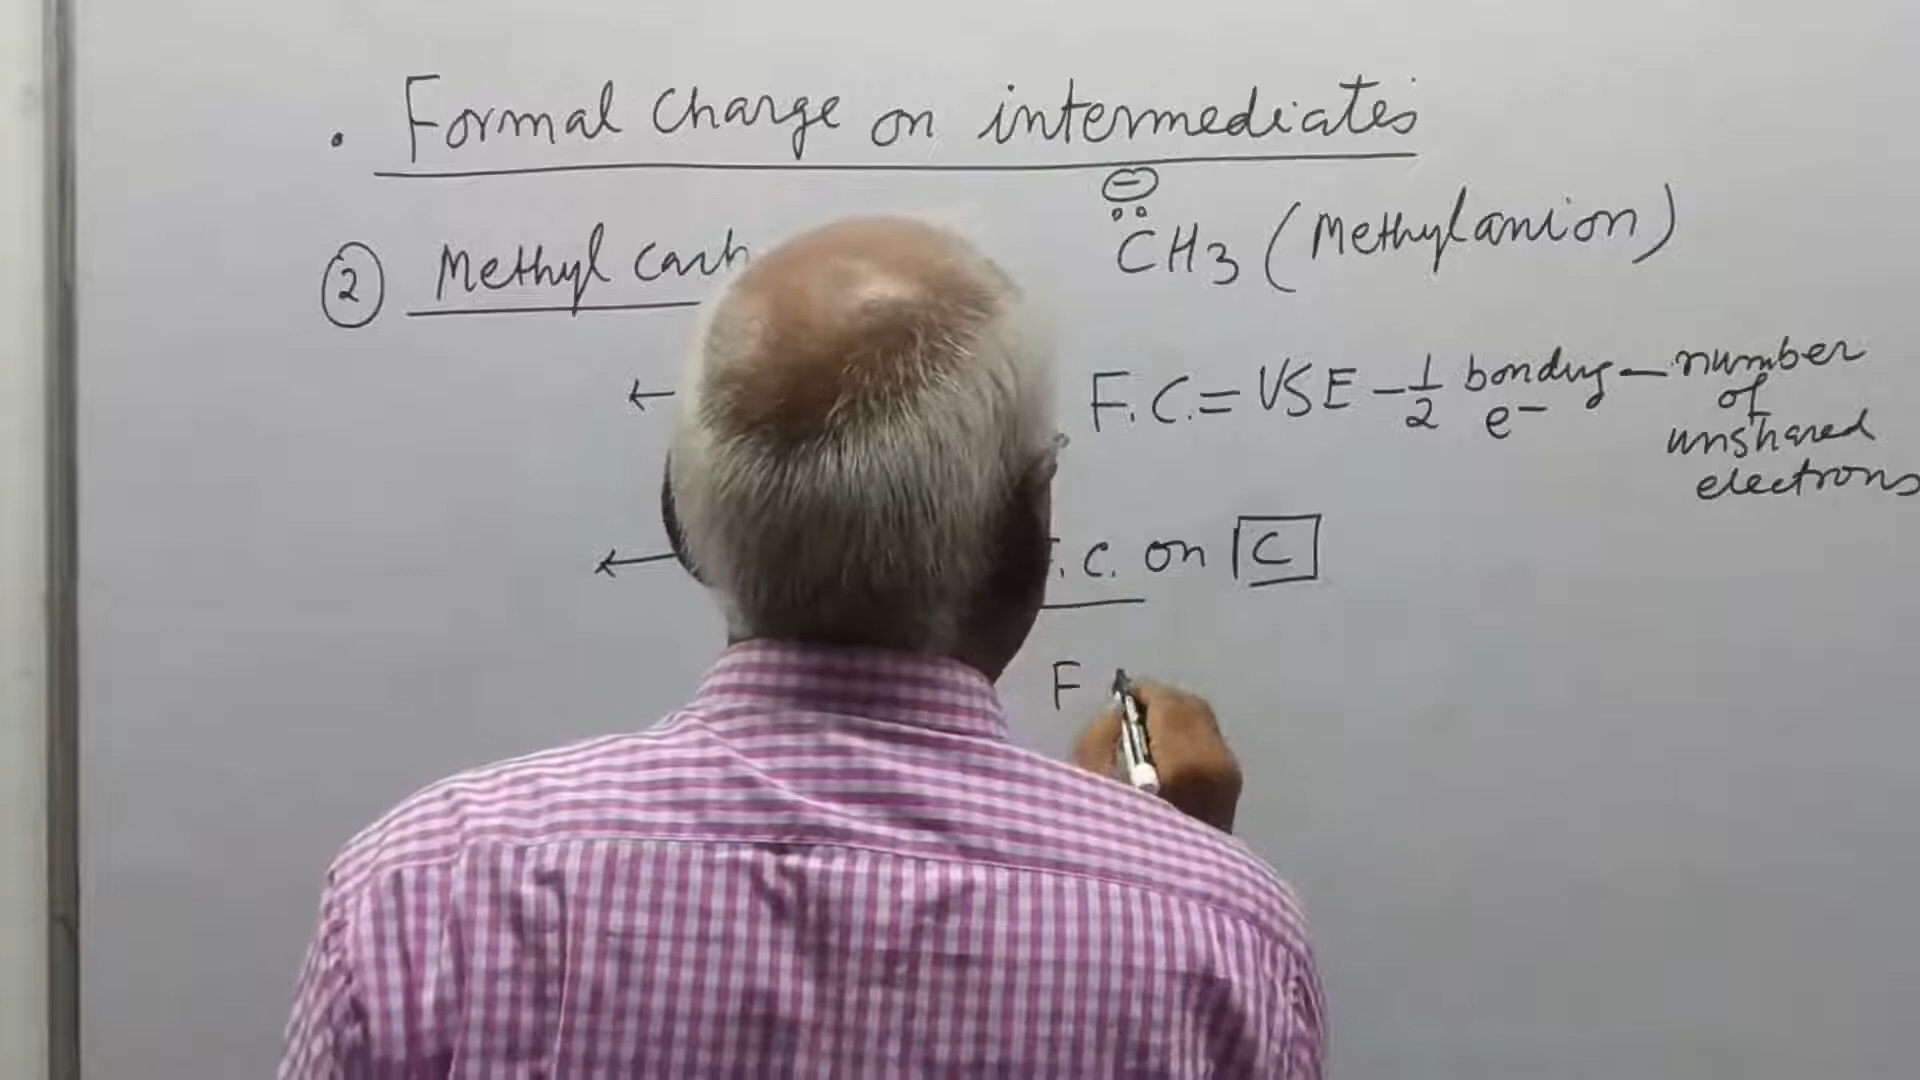 . Formal Charge on intermediates
② Methyl carb
⊖
..
CH3 (Methylanion)
F.C. = VSE - 1/2 bonding e- - number of unshared electrons
.C. on C
F